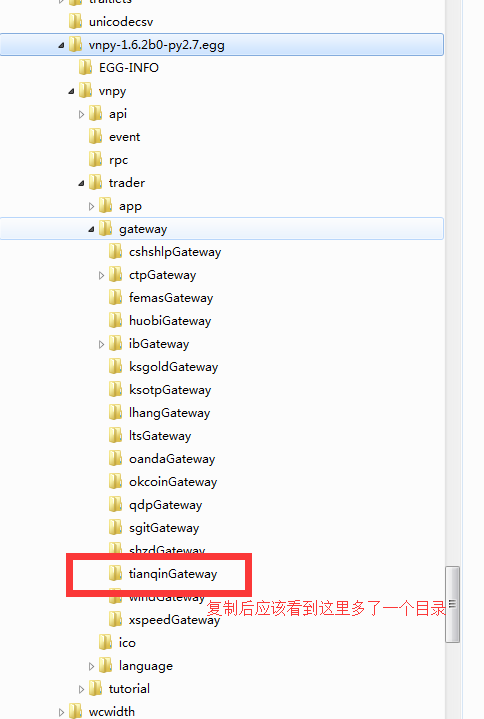 traitlets
unicodecsv
vnpy-1.6.2b0-py2.7.egg
EGG-INFO
vnpy
api
event
rpc
trader
app
gateway
cshshlpGateway
ctpGateway
femasGateway
huobiGateway
ibGateway
ksgoldGateway
ksotpGateway
lhangGateway
ltsGateway
oandaGateway
okcoinGateway
qdpGateway
sgitGateway
shzdGateway
tianqinGateway
windGateway
复制后应该看到这里多了一个目录
xspeedGateway
ico
language
tutorial
wcwidth